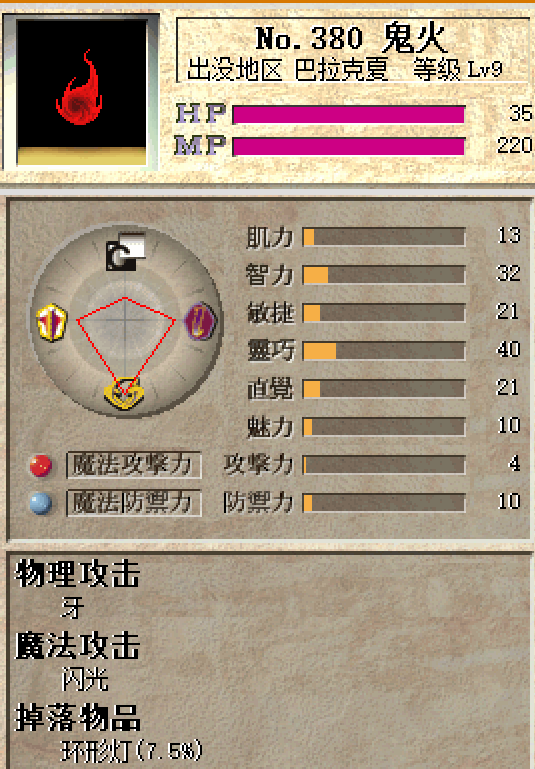 No. 380 鬼火
出没地区 巴拉克夏 等级 Lv9
HP 35
MP 220
肌力 13
智力 32
敏捷 21
靈巧 40
直覺 21
魅力 10
魔法攻擊力 攻擊力 4
魔法防禦力 防禦力 10
物理攻击
牙
魔法攻击
闪光
掉落物品
环形灯(7.5%)